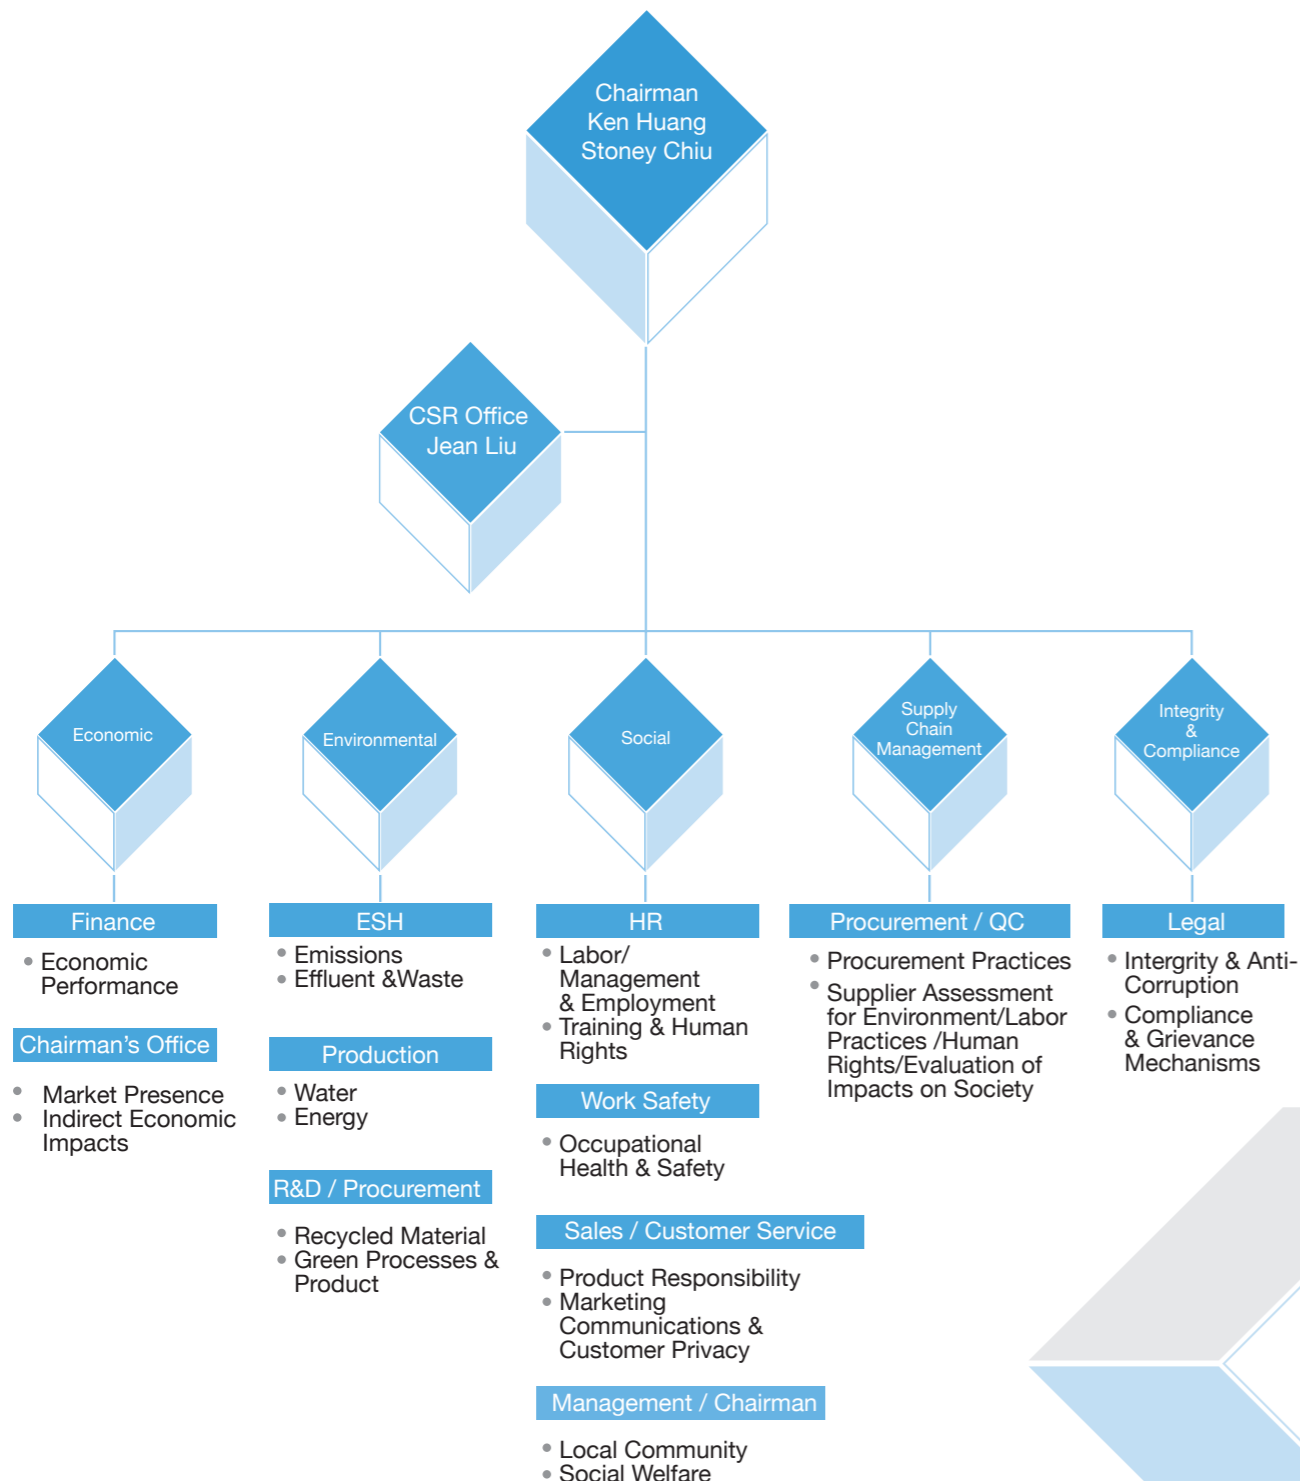 Chairman
Ken Huang
Stoney Chiu
CSR Office
Jean Liu
Economic
Environmental
Social
Supply
Chain
Management
Integrity
&
Compliance
Finance
• Economic
Performance
Chairman’s Office
• Market Presence
• Indirect Economic
Impacts
ESH
• Emissions
• Effluent &Waste
Production
• Water
• Energy
R&D / Procurement
• Recycled Material
• Green Processes &
Product
HR
• Labor/
Management
& Employment
• Training & Human
Rights
Work Safety
• Occupational
Health & Safety
Sales / Customer Service
• Product Responsibility
• Marketing
Communications &
Customer Privacy
Management / Chairman
• Local Community
• Social Welfare
Procurement / QC
• Procurement Practices
• Supplier Assessment
for Environment/Labor
Practices /Human
Rights/Evaluation of
Impacts on Society
Legal
• Intergrity & Anti-
Corruption
• Compliance
& Grievance
Mechanisms